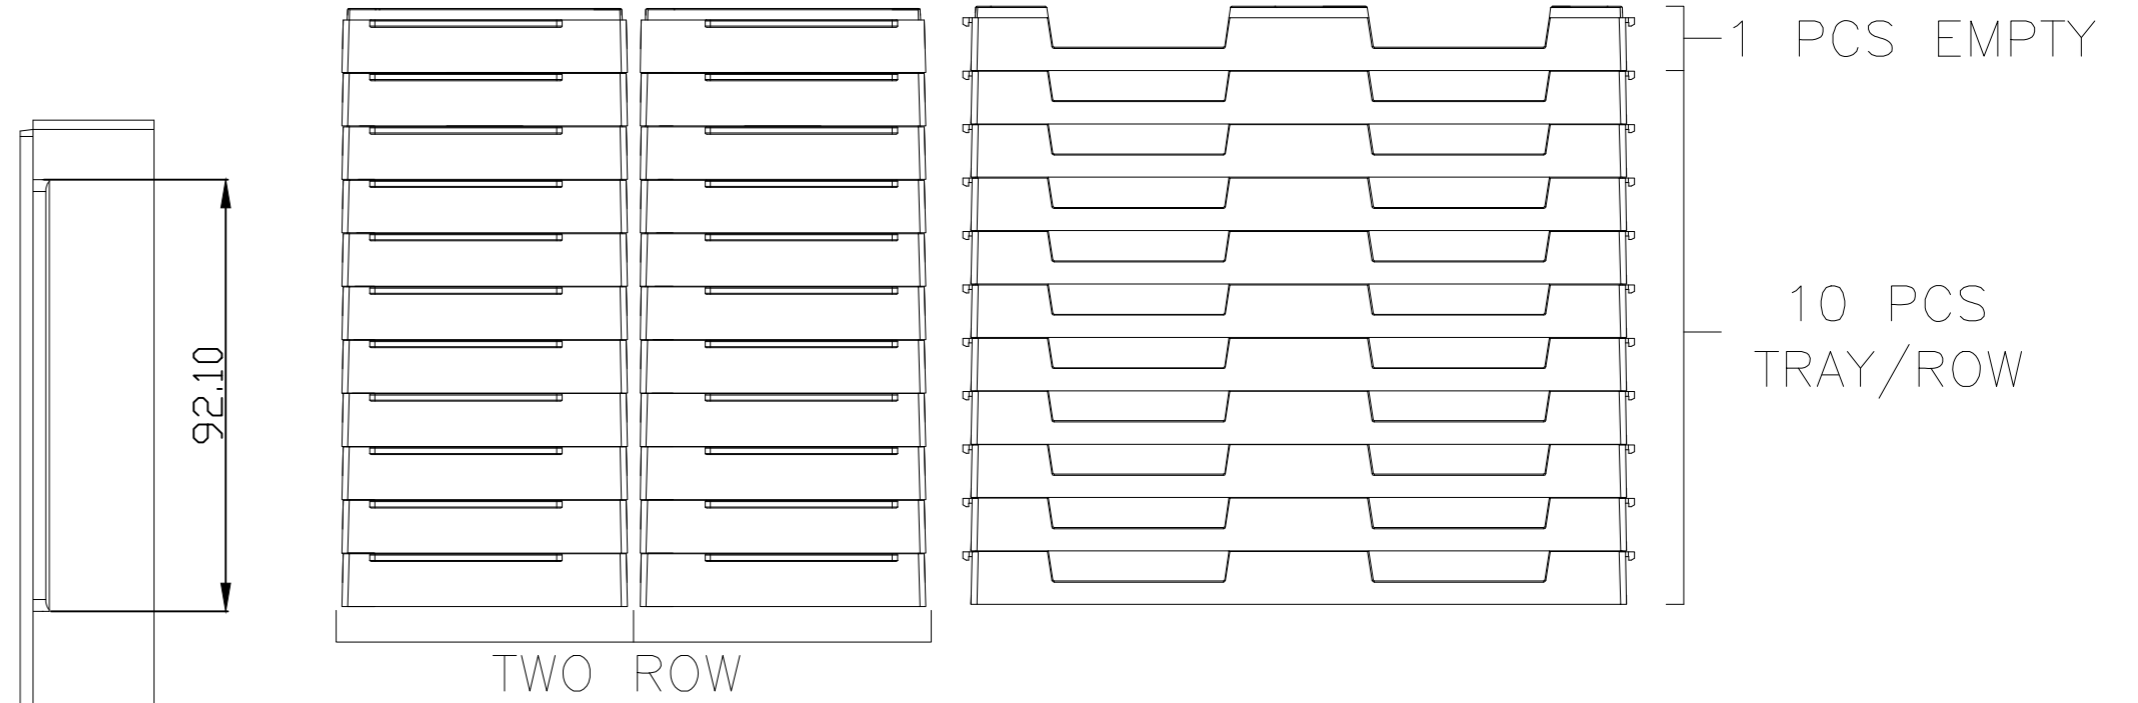 1 PCS EMPTY
92.10
10 PCS
TRAY/ROW
TWO ROW